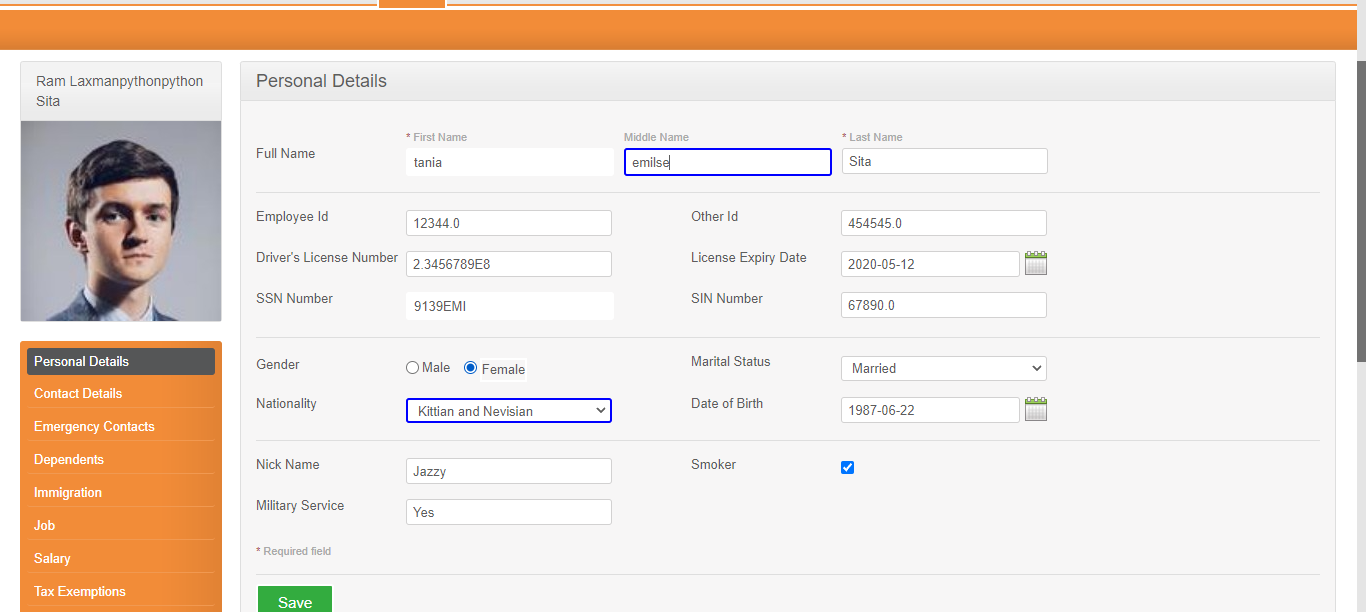 Ram Laxmanpythonpython
Sita
Personal Details
Contact Details
Emergency Contacts
Dependents
Immigration
Job
Salary
Tax Exemptions
Personal Details
* First Name Middle Name * Last Name
Full Name tania emilse Sita
Employee Id 12344.0 Other Id 454545.0
Driver's License Number 2.3456789E8 License Expiry Date 2020-05-12
SSN Number 9139EMI SIN Number 67890.0
Gender Male Female Marital Status Married
Nationality Kittian and Nevisian Date of Birth 1987-06-22
Nick Name Jazzy Smoker
Military Service Yes
* Required field
Save